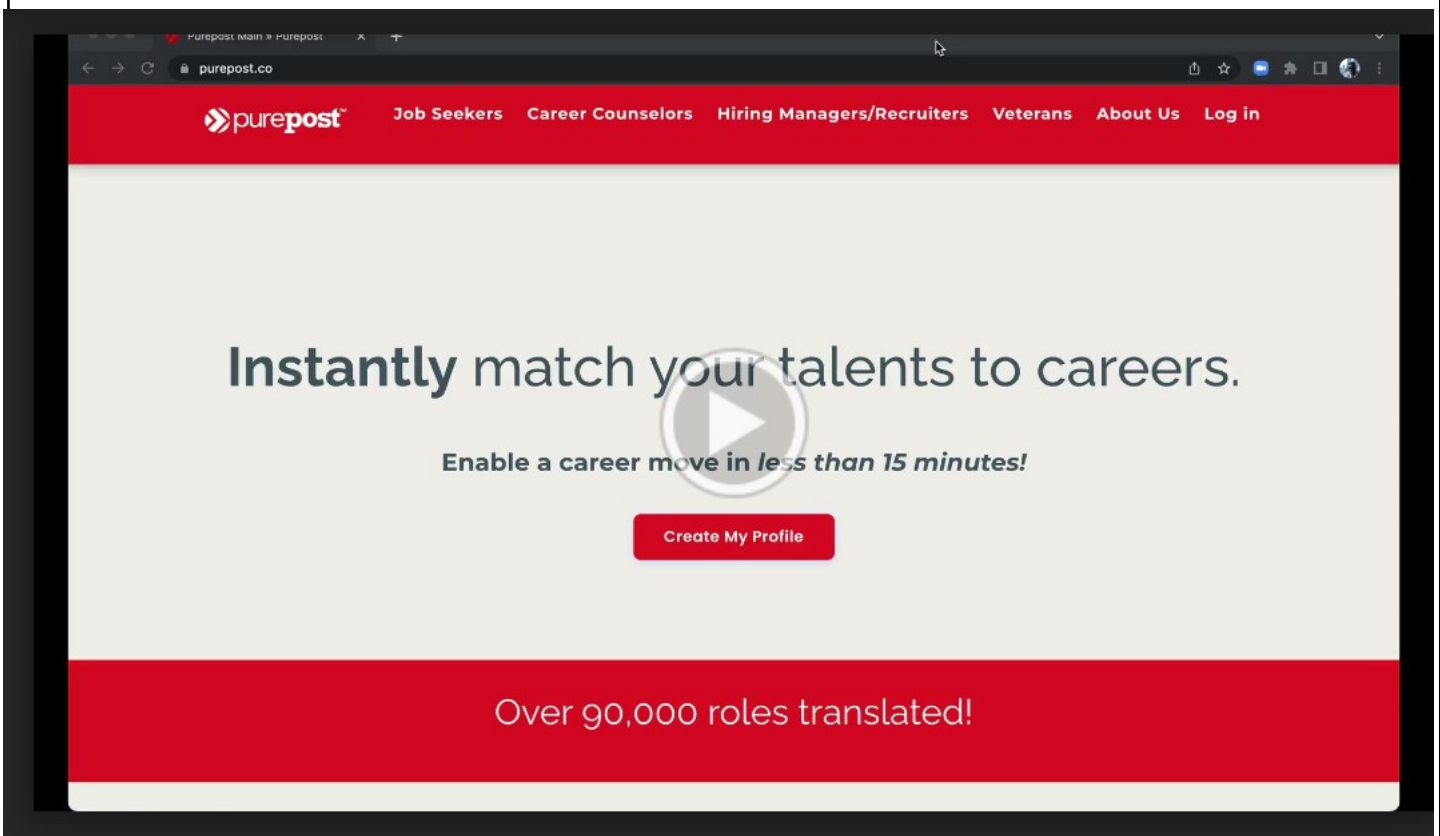 Purepost Main » Purepost
purepost.co
purepost™ Job Seekers Career Counselors Hiring Managers/Recruiters Veterans About Us Log in
Instantly match your talents to careers.
Enable a career move in less than 15 minutes!
Create My Profile
Over 90,000 roles translated!